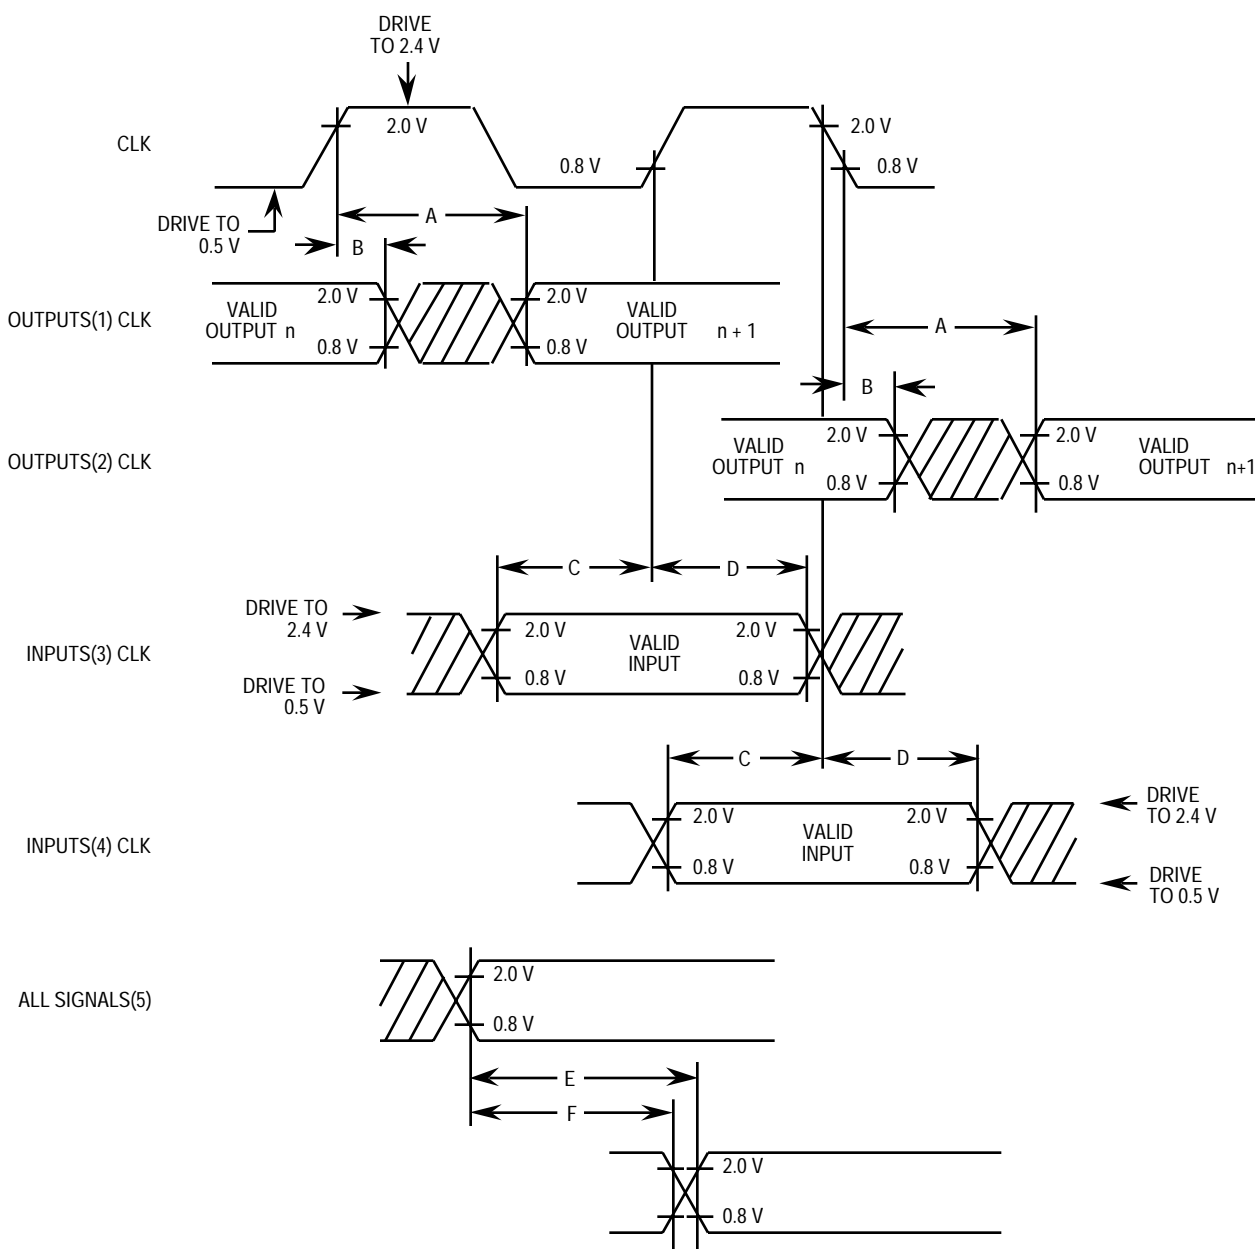 DRIVE
TO 2.4 V
CLK
2.0 V
2.0 V
0.8 V
0.8 V
DRIVE TO
0.5 V
A
B
OUTPUTS(1) CLK
VALID
OUTPUT n
2.0 V
0.8 V
2.0 V
0.8 V
VALID
OUTPUT n + 1
A
B
OUTPUTS(2) CLK
VALID
OUTPUT n
2.0 V
0.8 V
2.0 V
0.8 V
VALID
OUTPUT n+1
C
D
DRIVE TO
2.4 V
INPUTS(3) CLK
DRIVE TO
0.5 V
2.0 V
0.8 V
VALID
INPUT
2.0 V
0.8 V
C
D
INPUTS(4) CLK
2.0 V
0.8 V
VALID
INPUT
2.0 V
0.8 V
DRIVE
TO 2.4 V
DRIVE
TO 0.5 V
ALL SIGNALS(5)
2.0 V
0.8 V
E
F
2.0 V
0.8 V